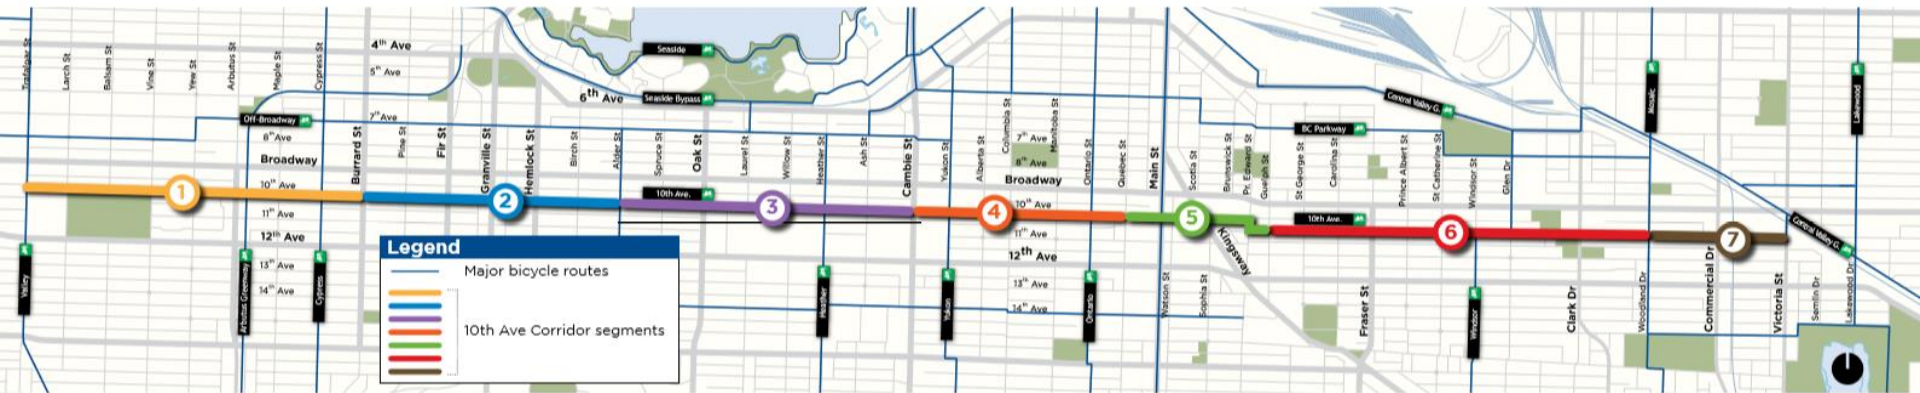 Trafalgar St
Larch St
Balsam St
Vine St
Yew St
Arbutus St
Maple St
Cypress St
4th Ave
5th Ave
Seaside
6th Ave
Seaside Bypass
Off-Broadway
7th Ave
8th Ave
Broadway
Burrard St
Pine St
Fir St
Granville St
Hemlock St
Birch St
Alder St
Spruce St
Oak St
Laurel St
Willow St
Heather St
Ash St
Cambie St
Yukon St
Alberta St
Columbia St
Manitoba St
7th Ave
8th Ave
Broadway
Ontario St
Quebec St
Main St
Scotia St
Brunswick St
Pr. Edward St
Guelph St
St George St
Carolina St
Central Valley G.
BC Parkway
Prince Albert St
St Catherine St
Windsor St
Glen Dr
Mosaic
Lakewood
10th Ave
1
2
10th Ave.
3
4
10th Ave
5
10th Ave.
6
7
Central Valley G.
11th Ave
12th Ave
13th Ave
14th Ave
Valley
Arbutus Greenway
Cypress
Legend
Major bicycle routes
10th Ave Corridor segments
Heather
Yukon
11th Ave
12th Ave
13th Ave
14th Ave
Ontario
Watson St
Sophia St
Kingsway
Fraser St
Windsor
Clark Dr
Woodland Dr
Commercial Dr
Victoria St
Semlin Dr
Lakewood Dr